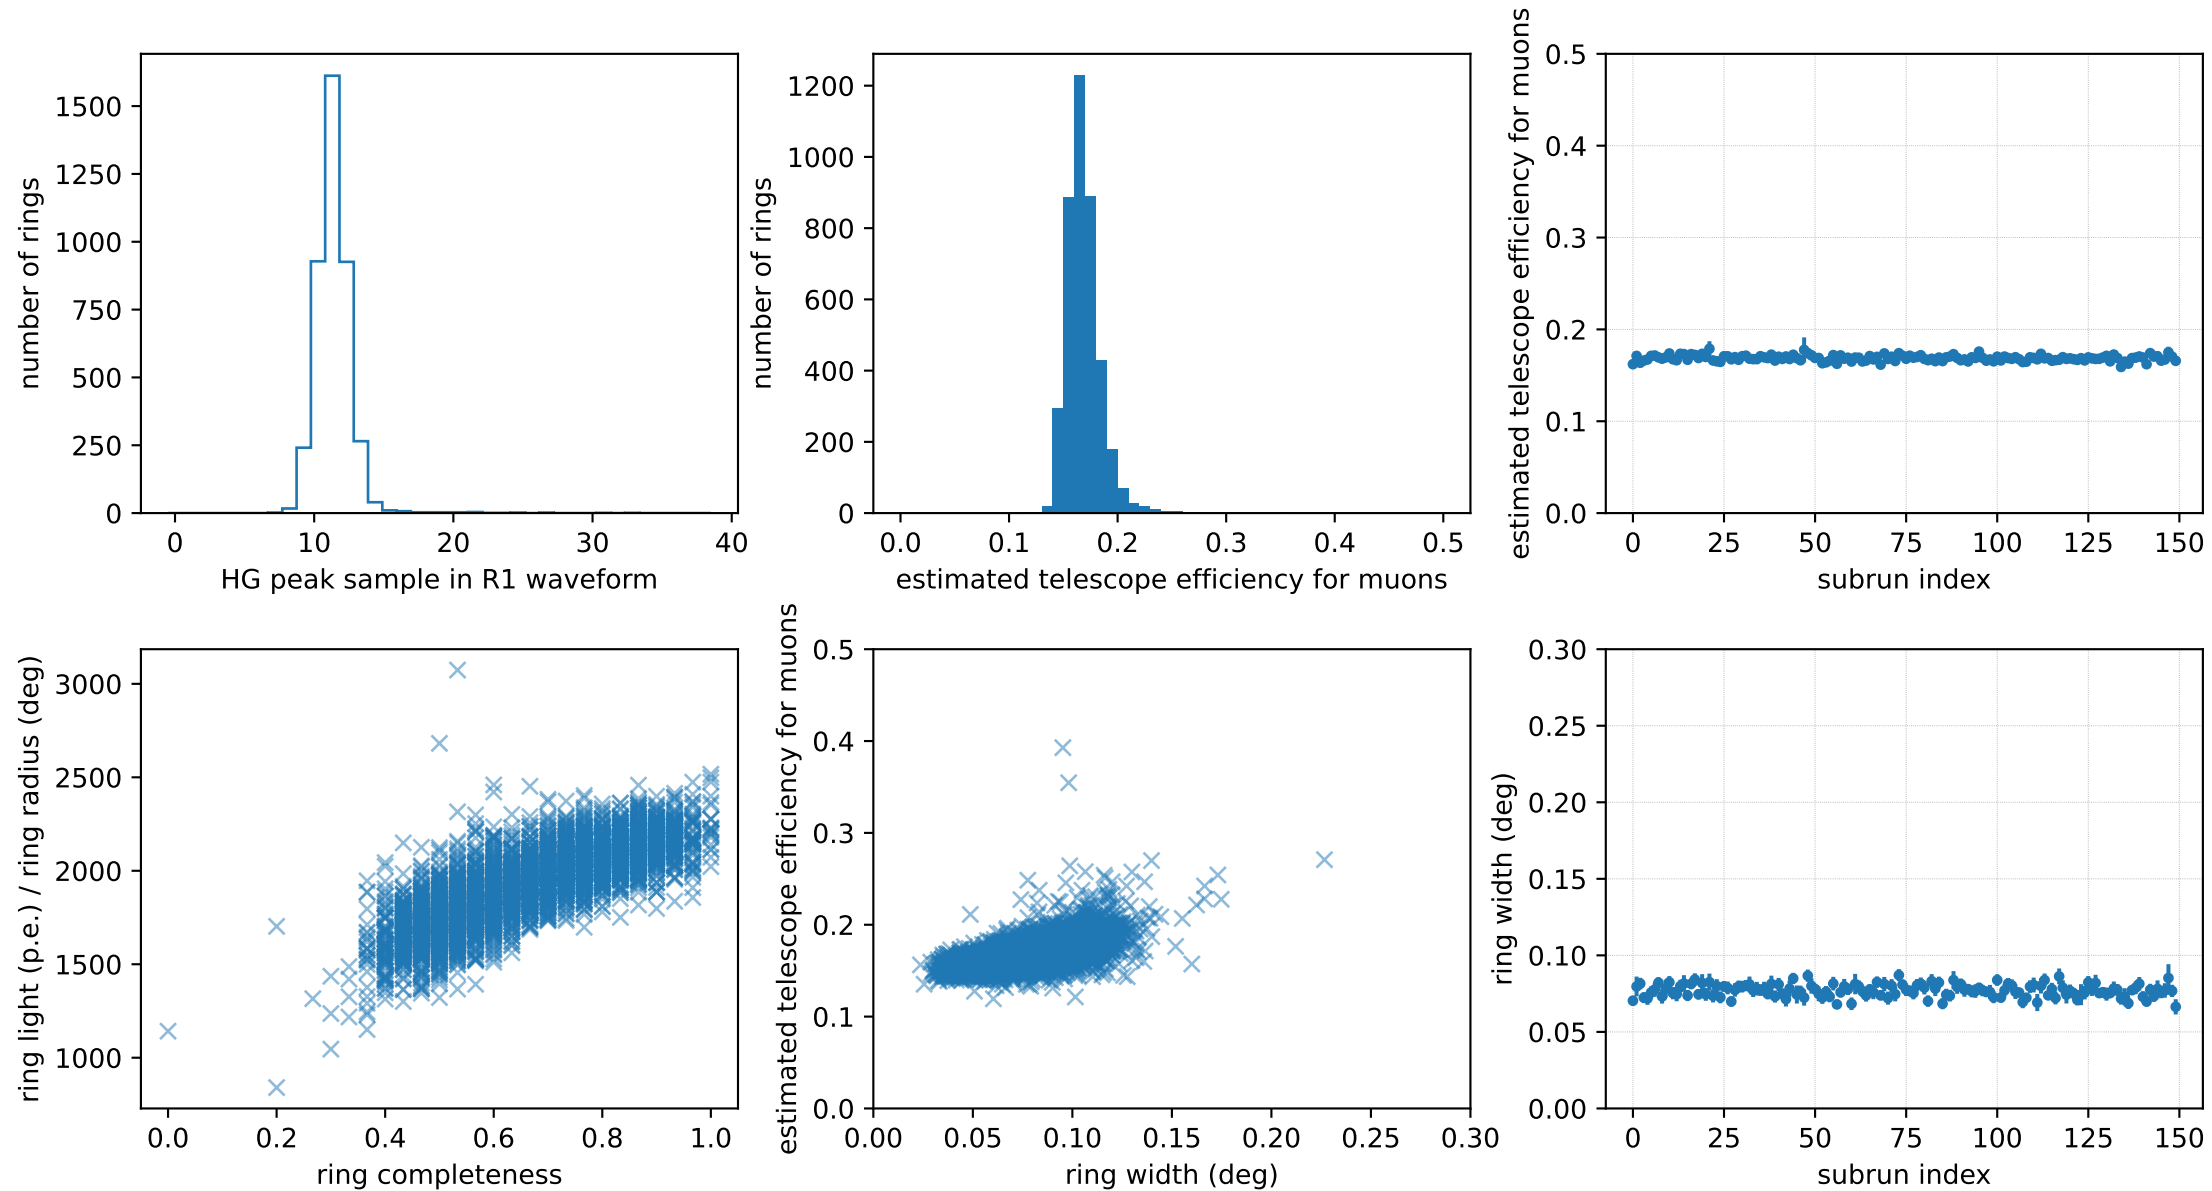 1500
1250
1000
750
500
250
0
number of rings
0 10 20 30 40
HG peak sample in R1 waveform
1200
1000
800
600
400
200
0
number of rings
0.0 0.1 0.2 0.3 0.4 0.5
estimated telescope efficiency for muons
0.5
0.4
0.3
0.2
0.1
0.0
estimated telescope efficiency for muons
0 25 50 75 100 125 150
subrun index
3000
2500
2000
1500
1000
ring light (p.e.) / ring radius (deg)
0.0 0.2 0.4 0.6 0.8 1.0
ring completeness
0.5
0.4
0.3
0.2
0.1
0.0
estimated telescope efficiency for muons
0.00 0.05 0.10 0.15 0.20 0.25 0.30
ring width (deg)
0.30
0.25
0.20
0.15
0.10
0.05
0.00
ring width (deg)
0 25 50 75 100 125 150
subrun index